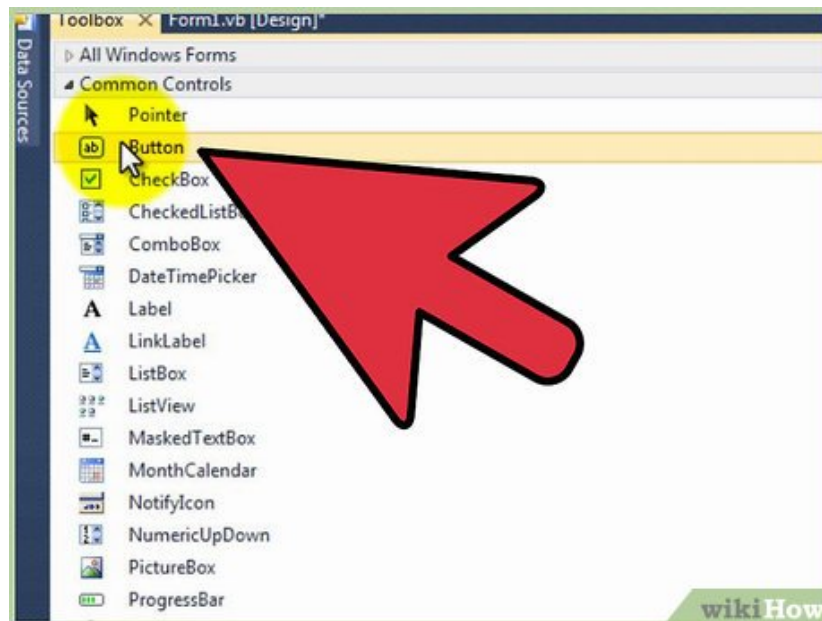 Toolbox Form1.vb [Design]*
Data Sources
All Windows Forms
Common Controls
Pointer
ab Button
CheckBox
ComboBox
DateTimePicker
A Label
A LinkLabel
ListBox
ListView
#- MaskedTextBox
MonthCalendar
NotifyIcon
NumericUpDown
PictureBox
ProgressBar
wikiHow